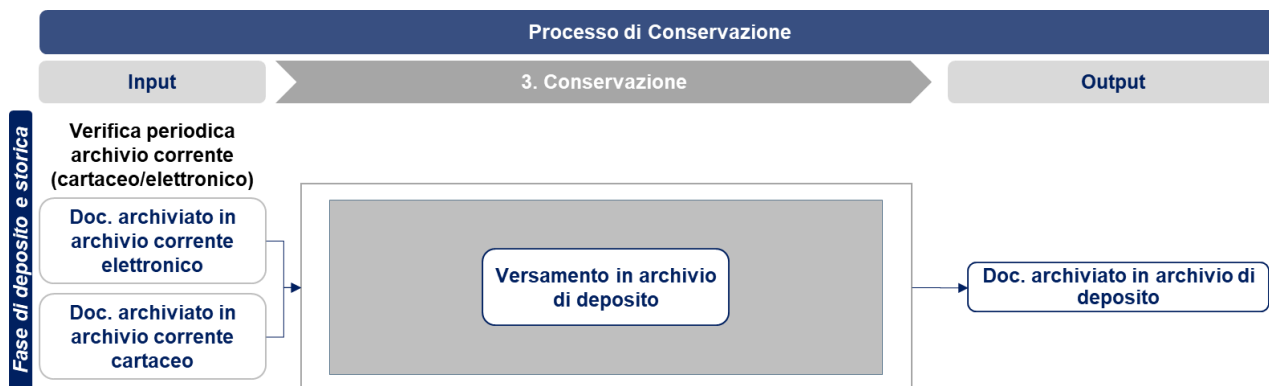 Processo di Conservazione
Input
3. Conservazione
Output
Fase di deposito e storica
Verifica periodica
archivio corrente
(cartaceo/elettronico)
Doc. archiviato in
archivio corrente
elettronico
Doc. archiviato in
archivio corrente
cartaceo
Versamento in archivio
di deposito
Doc. archiviato in archivio di
deposito